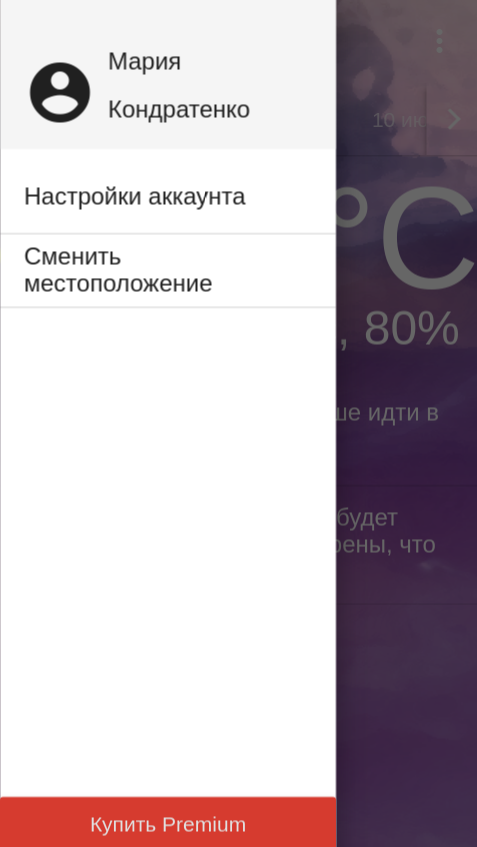 Мария
Кондратенко
Настройки аккаунта
Сменить
местоположение
Купить Premium
10 ию
°C
, 80%
ше идти в
будет
рены, что